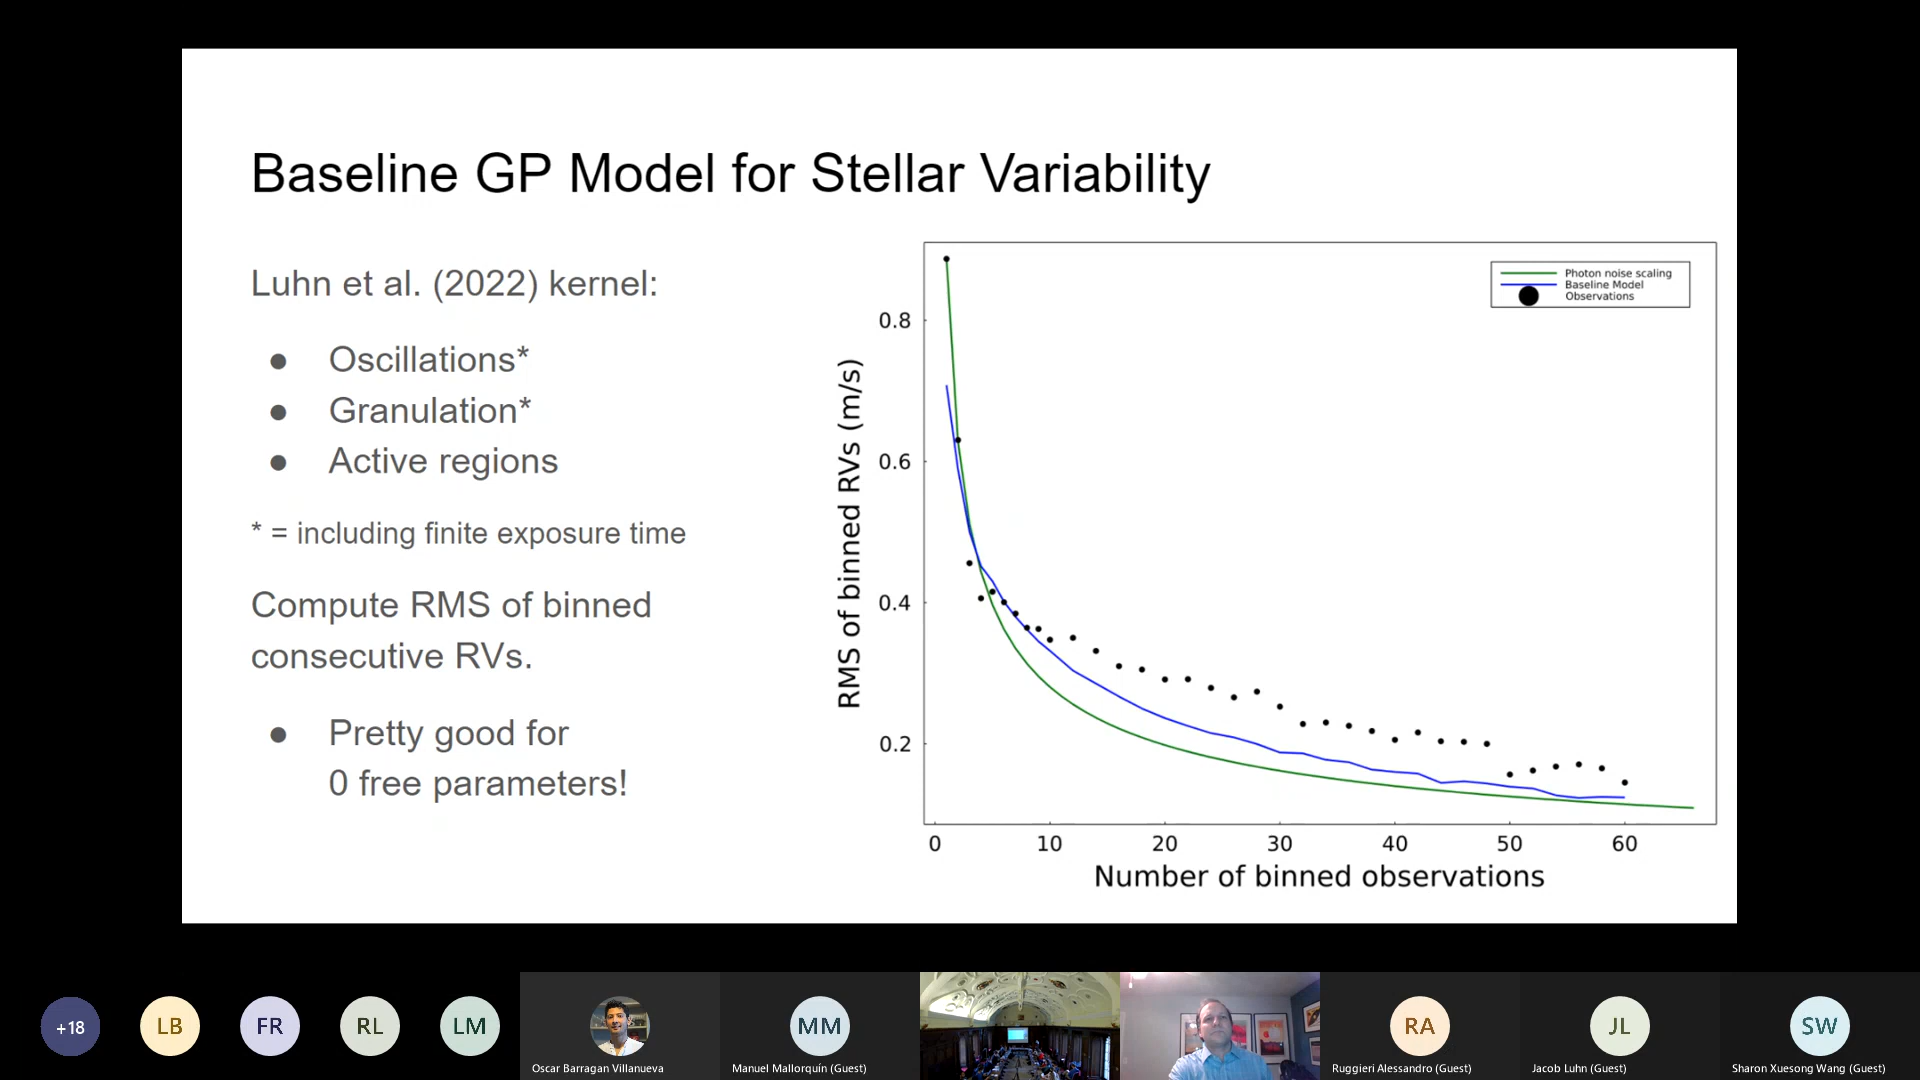 Baseline GP Model for Stellar Variability
Luhn et al. (2022) kernel:
● Oscillations*
● Granulation*
● Active regions
* = including finite exposure time
Compute RMS of binned
consecutive RVs.
● Pretty good for
0 free parameters!
RMS of binned RVs (m/s)
0.8
0.6
0.4
0.2
Photon noise scaling
Baseline Model
Observations
0 10 20 30 40 50 60
Number of binned observations
+18
LB
FR
RL
LM
Oscar Barragan Villanueva
MM
Manuel Mallorquín (Guest)
RA
Ruggieri Alessandro (Guest)
JL
Jacob Luhn (Guest)
SW
Sharon Xuesong Wang (Guest)